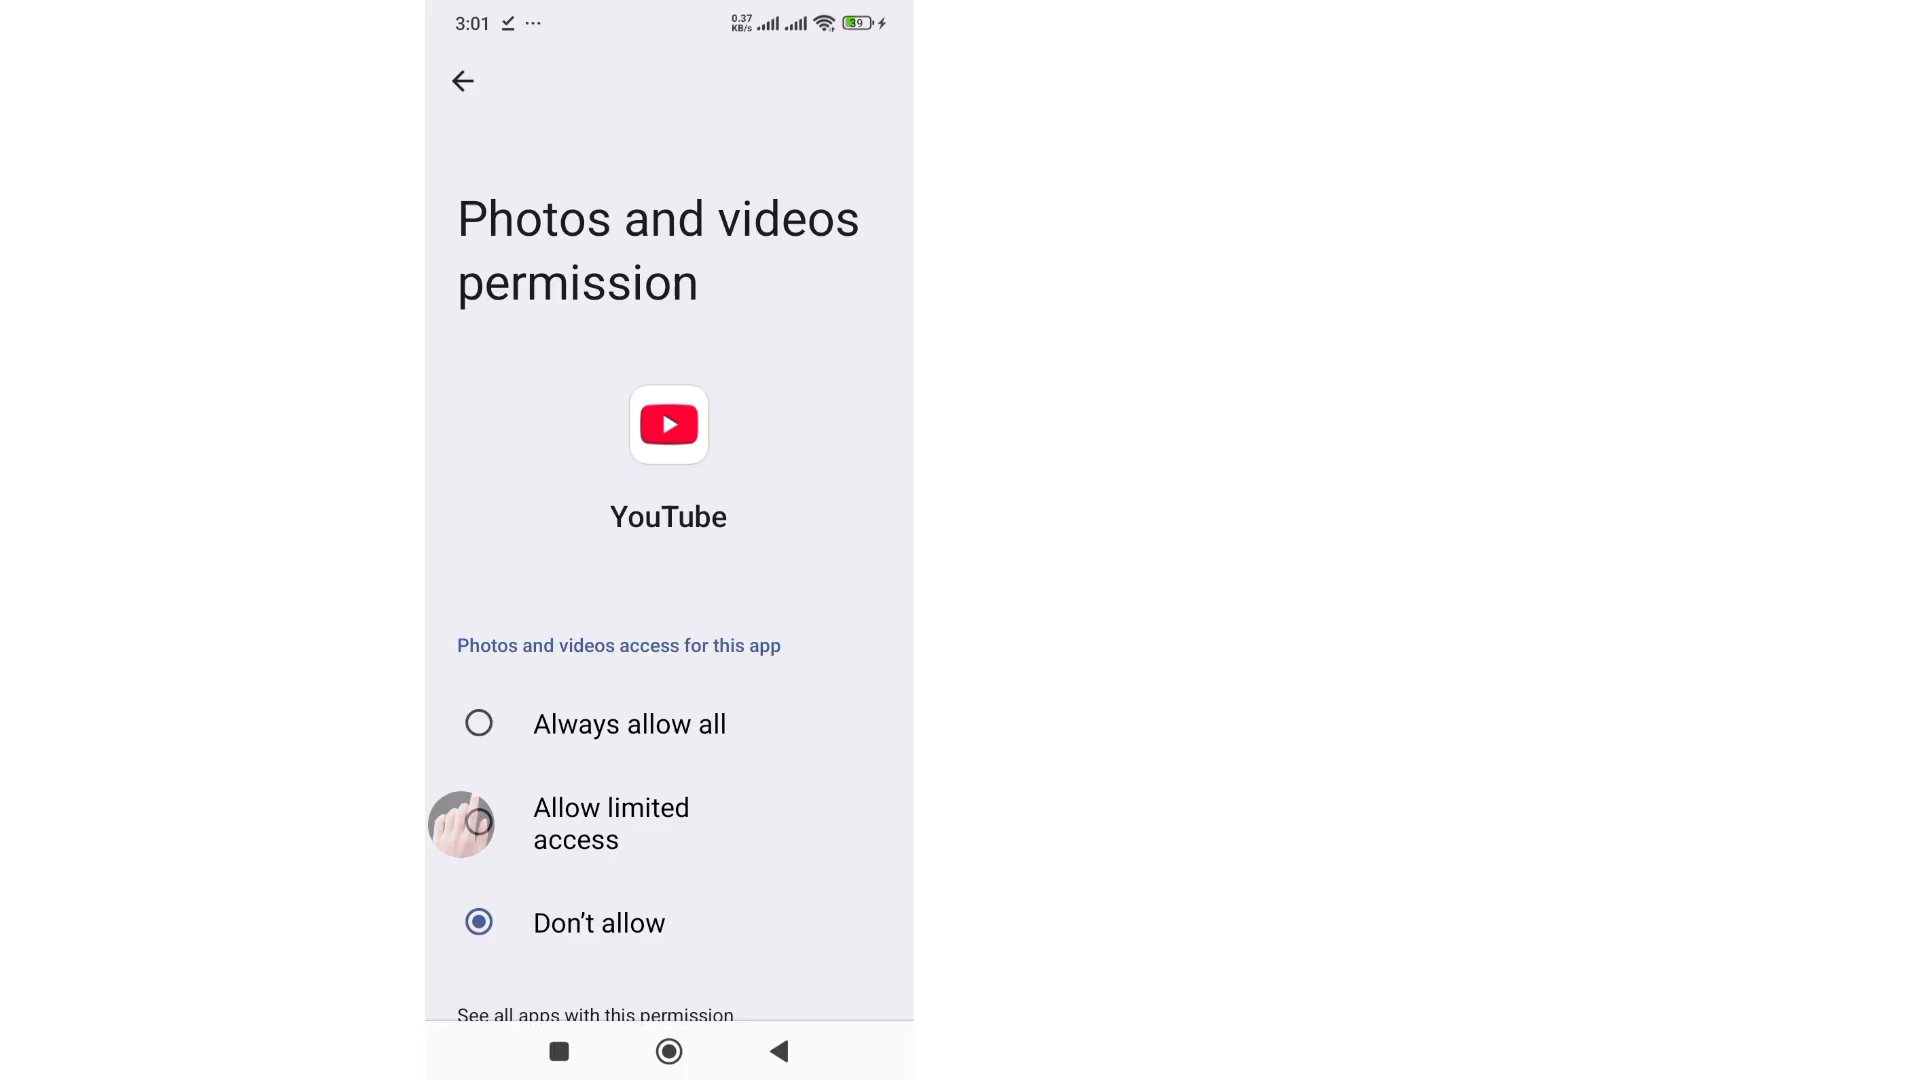 3:01
0.37
KB/s
39
Photos and videos
permission
YouTube
Photos and videos access for this app
Always allow all
Allow limited
access
Don’t allow
See all apps with this permission